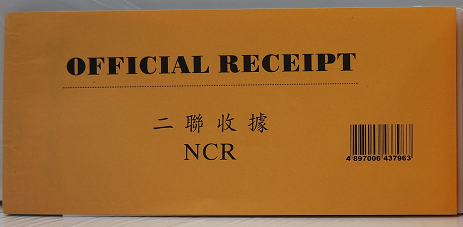 OFFICIAL RECEIPT
二聯收據
NCR
4 897006 437963